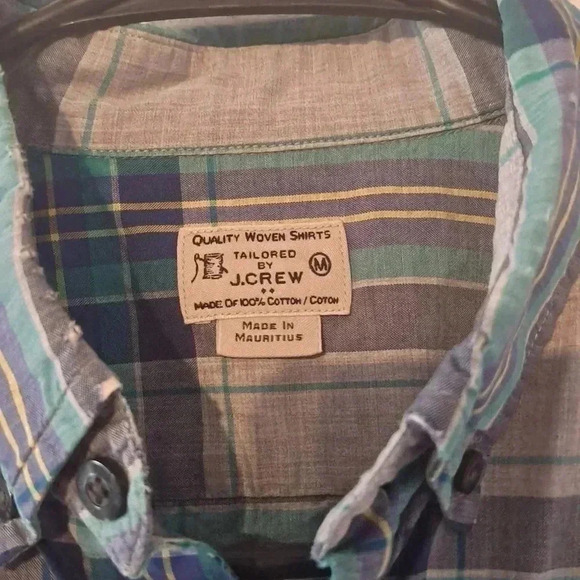 QUALITY WOVEN SHIRTS
TAILORED
BY
J.CREW
M
MADE OF 100% COTTON / COTON
MADE IN
MAURITIUS